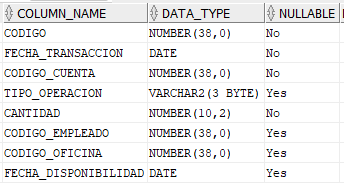 COLUMN_NAME DATA_TYPE NULLABLE
CODIGO NUMBER(38,0) No
FECHA_TRANSACCION DATE No
CODIGO_CUENTA NUMBER(38,0) No
TIPO_OPERACION VARCHAR2(3 BYTE) Yes
CANTIDAD NUMBER(10,2) No
CODIGO_EMPLEADO NUMBER(38,0) Yes
CODIGO_OFICINA NUMBER(38,0) Yes
FECHA_DISPONIBILIDAD DATE Yes